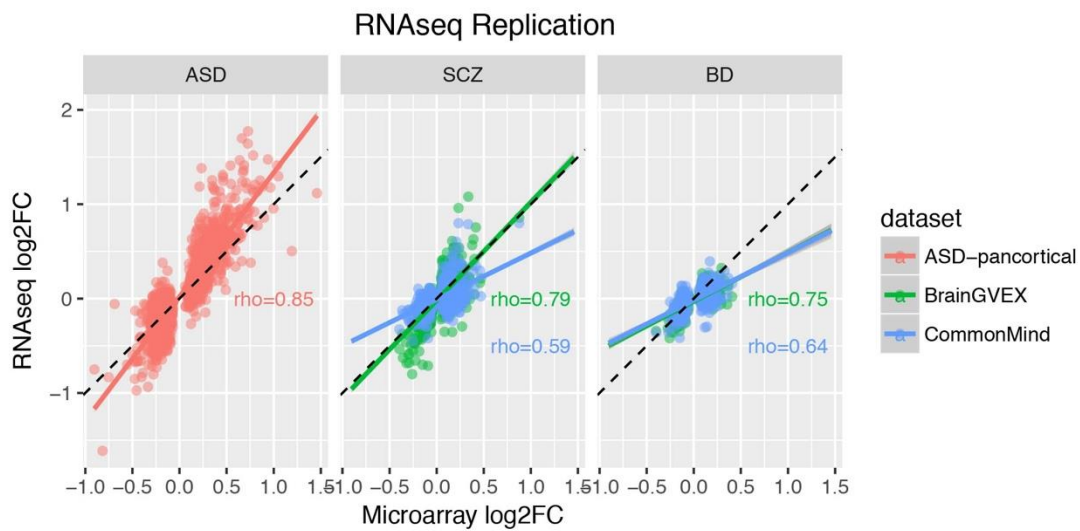 RNAseq Replication
ASD SCZ BD
RNAseq log2FC
2
1
0
−1
rho=0.85
rho=0.79
rho=0.59
rho=0.75
rho=0.64
dataset
a ASD−pancortical
a BrainGVEX
a CommonMind
−1.0 −0.5 0.0 0.5 1.0 1.5 −1.0 −0.5 0.0 0.5 1.0 1.5 −1.0 −0.5 0.0 0.5 1.0 1.5
Microarray log2FC